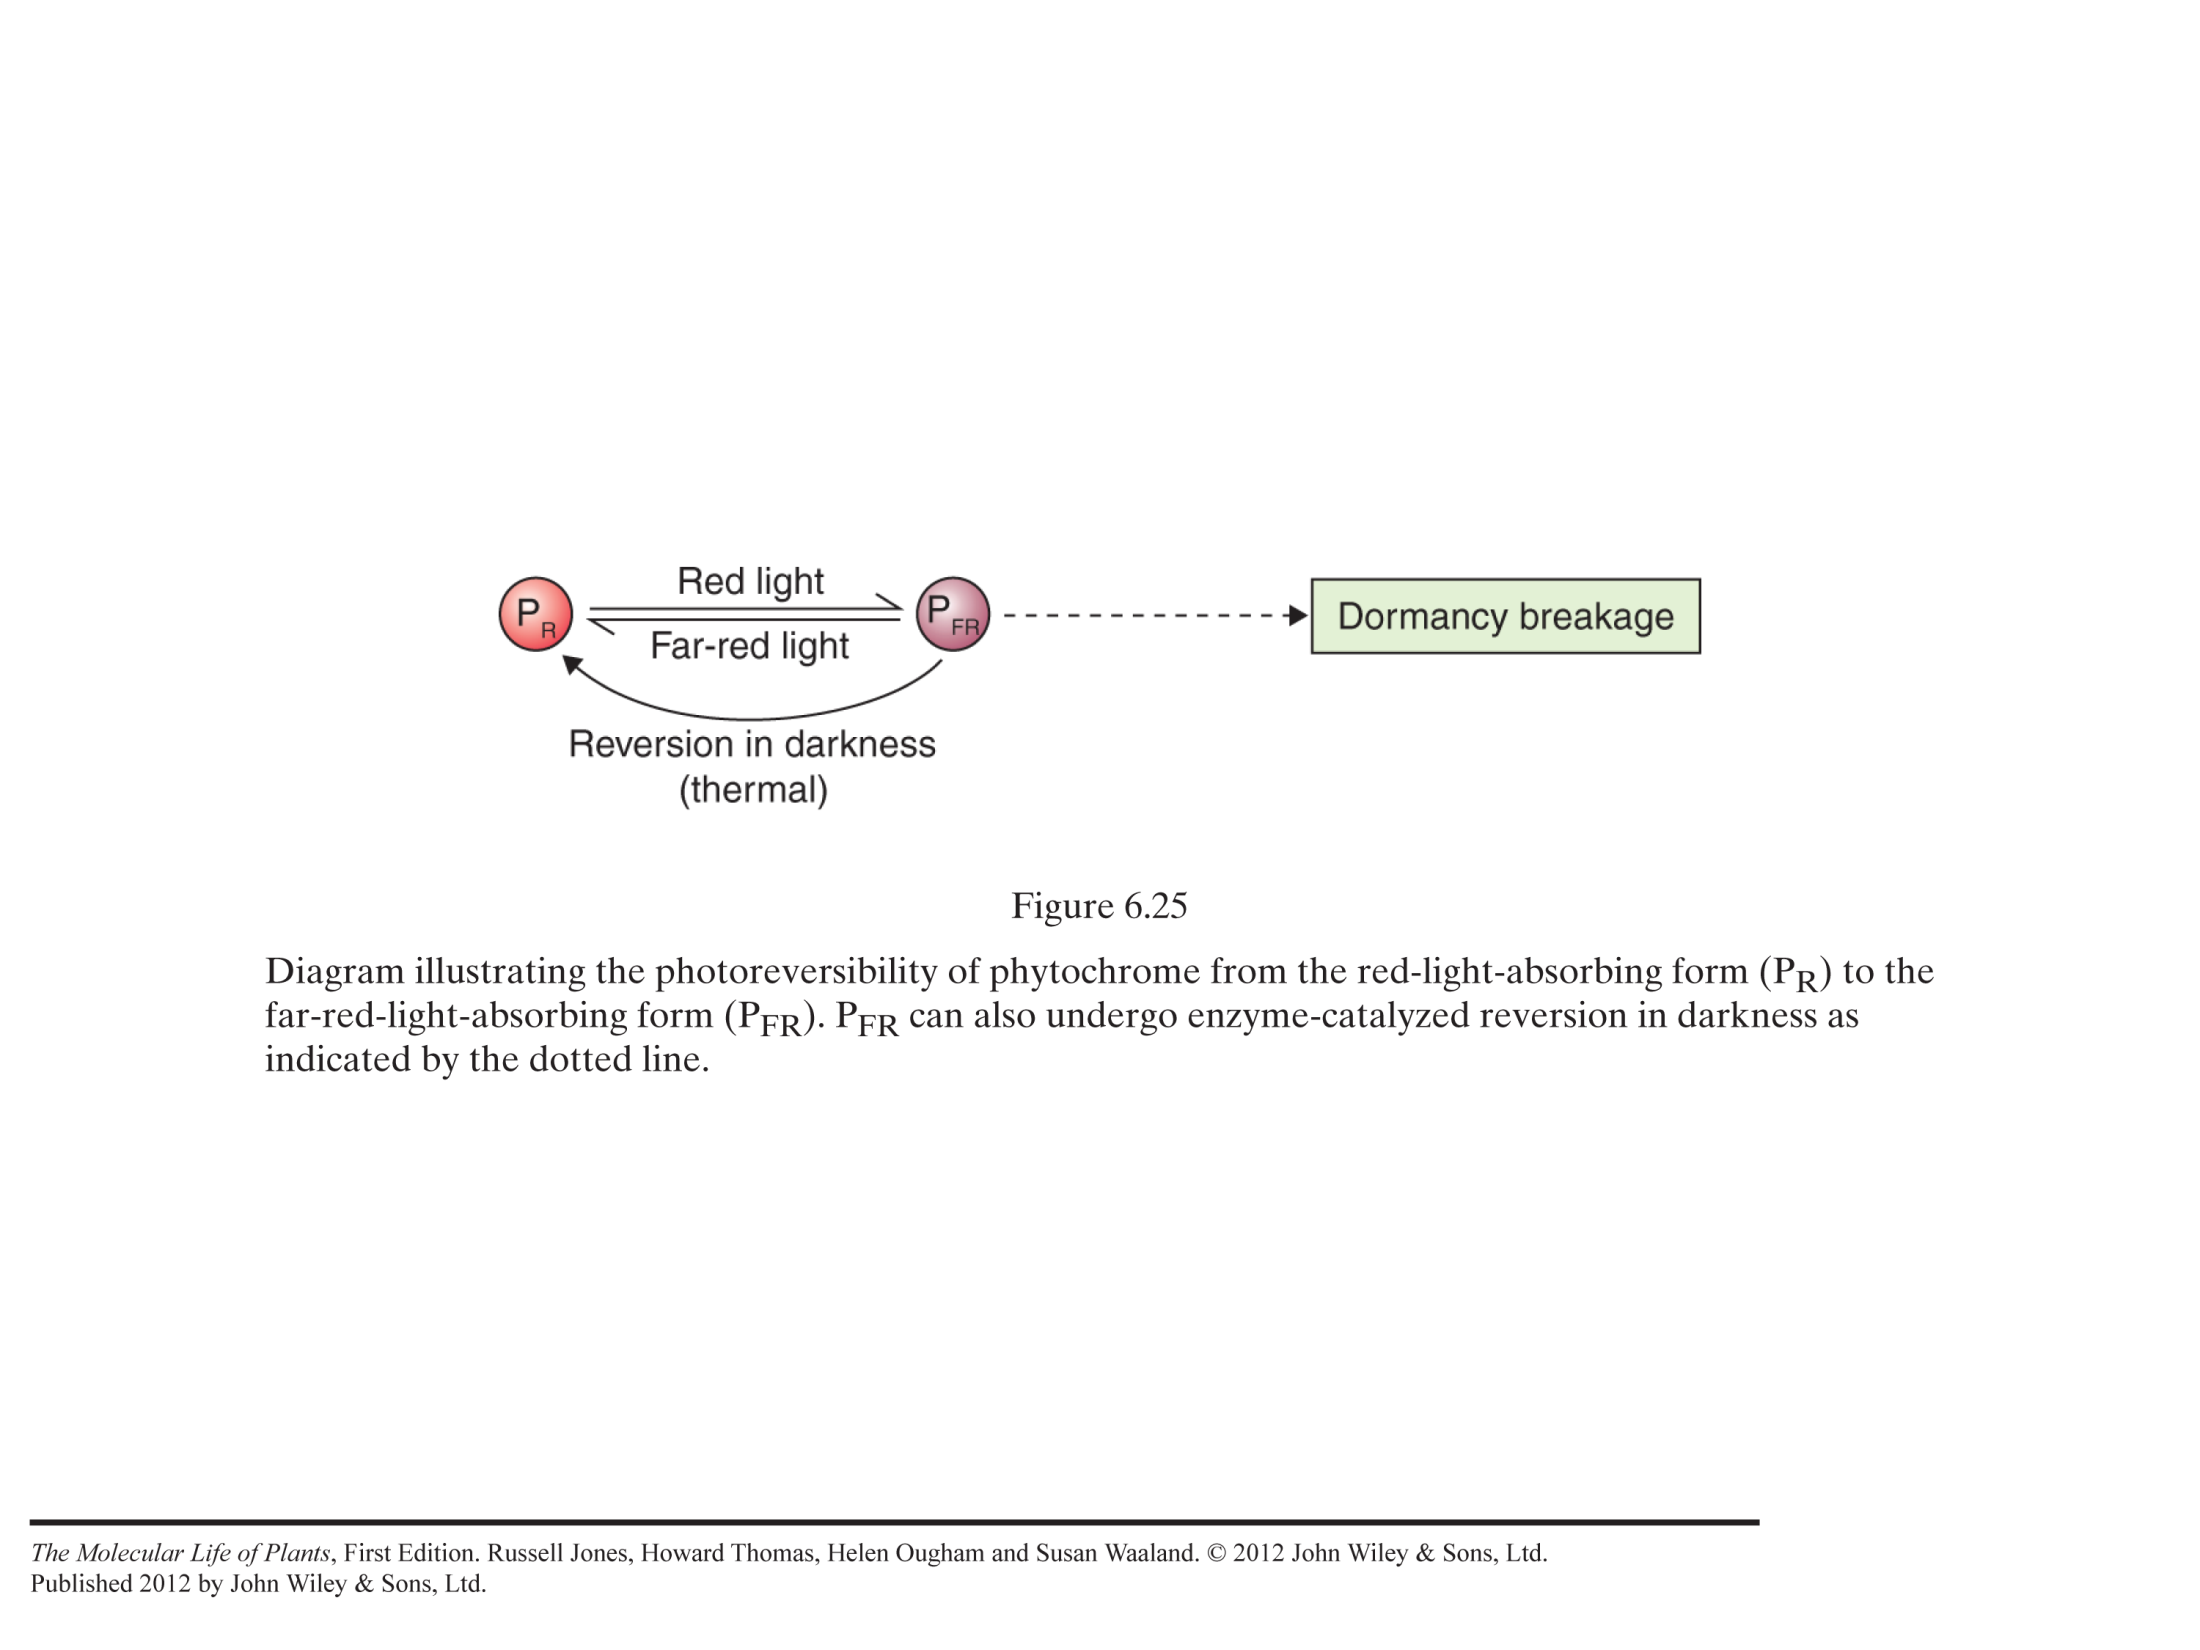 Red light
P R
P FR
Dormancy breakage
Far-red light
Reversion in darkness
(thermal)
Figure 6.25
Diagram illustrating the photoreversibility of phytochrome from the red-light-absorbing form (PR) to the
far-red-light-absorbing form (PFR). PFR can also undergo enzyme-catalyzed reversion in darkness as
indicated by the dotted line.
The Molecular Life of Plants, First Edition. Russell Jones, Howard Thomas, Helen Ougham and Susan Waaland. © 2012 John Wiley & Sons, Ltd.
Published 2012 by John Wiley & Sons, Ltd.